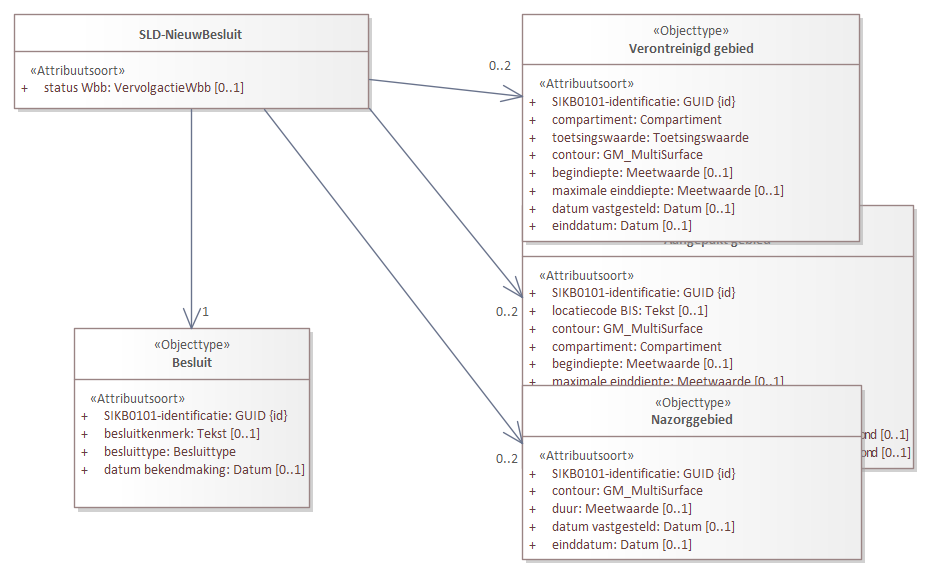 SLD-NieuwBesluit
«Attribuutsoort»
+ status Wbb: VervolgactieWbb [0..1]
0..2
«Objecttype»
Verontreinigd gebied
«Attribuutsoort»
+ SIKB0101-identificatie: GUID {id}
+ compartiment: Compartiment
+ toetsingswaarde: Toetsingswaarde
+ contour: GM_MultiSurface
+ begindiepte: Meetwaarde [0..1]
+ maximale einddiepte: Meetwaarde [0..1]
+ datum vastgesteld: Datum [0..1]
+ einddatum: Datum [0..1]
Aangepakt gebied
«Attribuutsoort»
+ SIKB0101-identificatie: GUID {id}
0..2
+ locatiecode BIS: Tekst [0..1]
+ contour: GM_MultiSurface
+ compartiment: Compartiment
+ begindiepte: Meetwaarde [0..1]
+ maximale einddiepte: Meetwaarde [0..1]
ond [0..1]
ond [0..1]
1
«Objecttype»
Besluit
«Attribuutsoort»
+ SIKB0101-identificatie: GUID {id}
+ besluitkenmerk: Tekst [0..1]
+ besluittype: Besluittype
+ datum bekendmaking: Datum [0..1]
0..2
«Objecttype»
Nazorggebied
«Attribuutsoort»
+ SIKB0101-identificatie: GUID {id}
+ contour: GM_MultiSurface
+ duur: Meetwaarde [0..1]
+ datum vastgesteld: Datum [0..1]
+ einddatum: Datum [0..1]